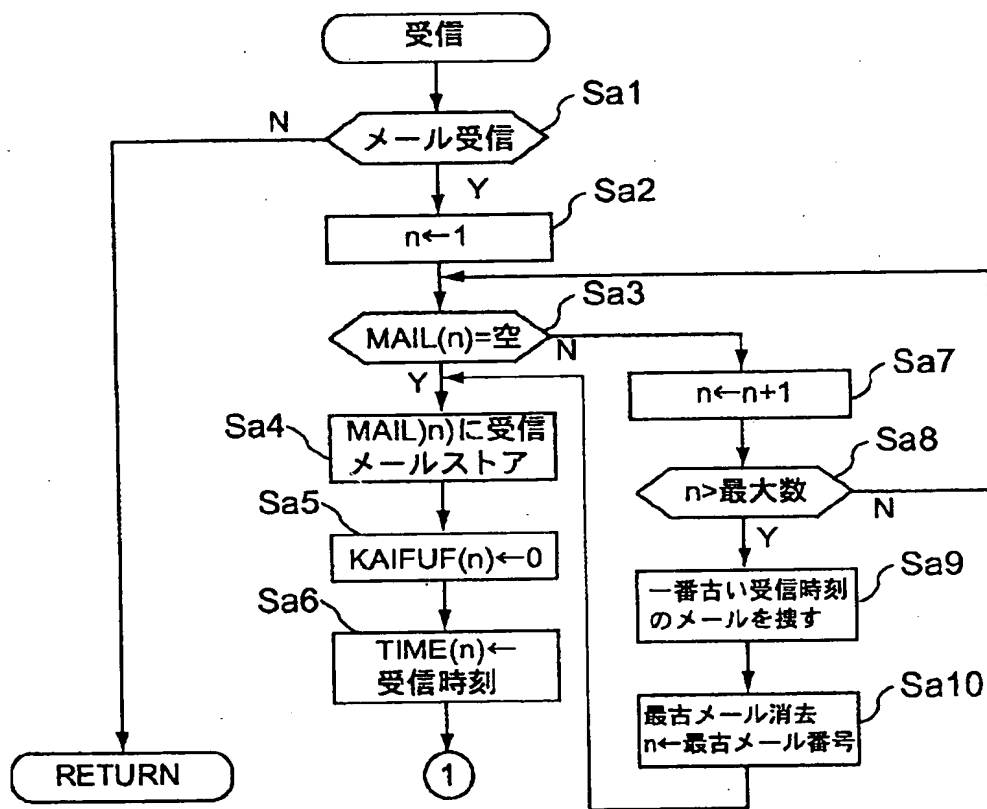 受信
Sa1
メール受信
N
Y
Sa2
n←1
Sa3
MAIL(n)=空
N
Y
Sa4
MAIL)n)に受信
メールストア
Sa5
KAIFUF(n)←0
Sa6
TIME(n)←
受信時刻
1
RETURN
Sa7
n←n+1
Sa8
n>最大数
N
Y
Sa9
一番古い受信時刻
のメールを捜す
Sa10
最古メール消去
n←最古メール番号